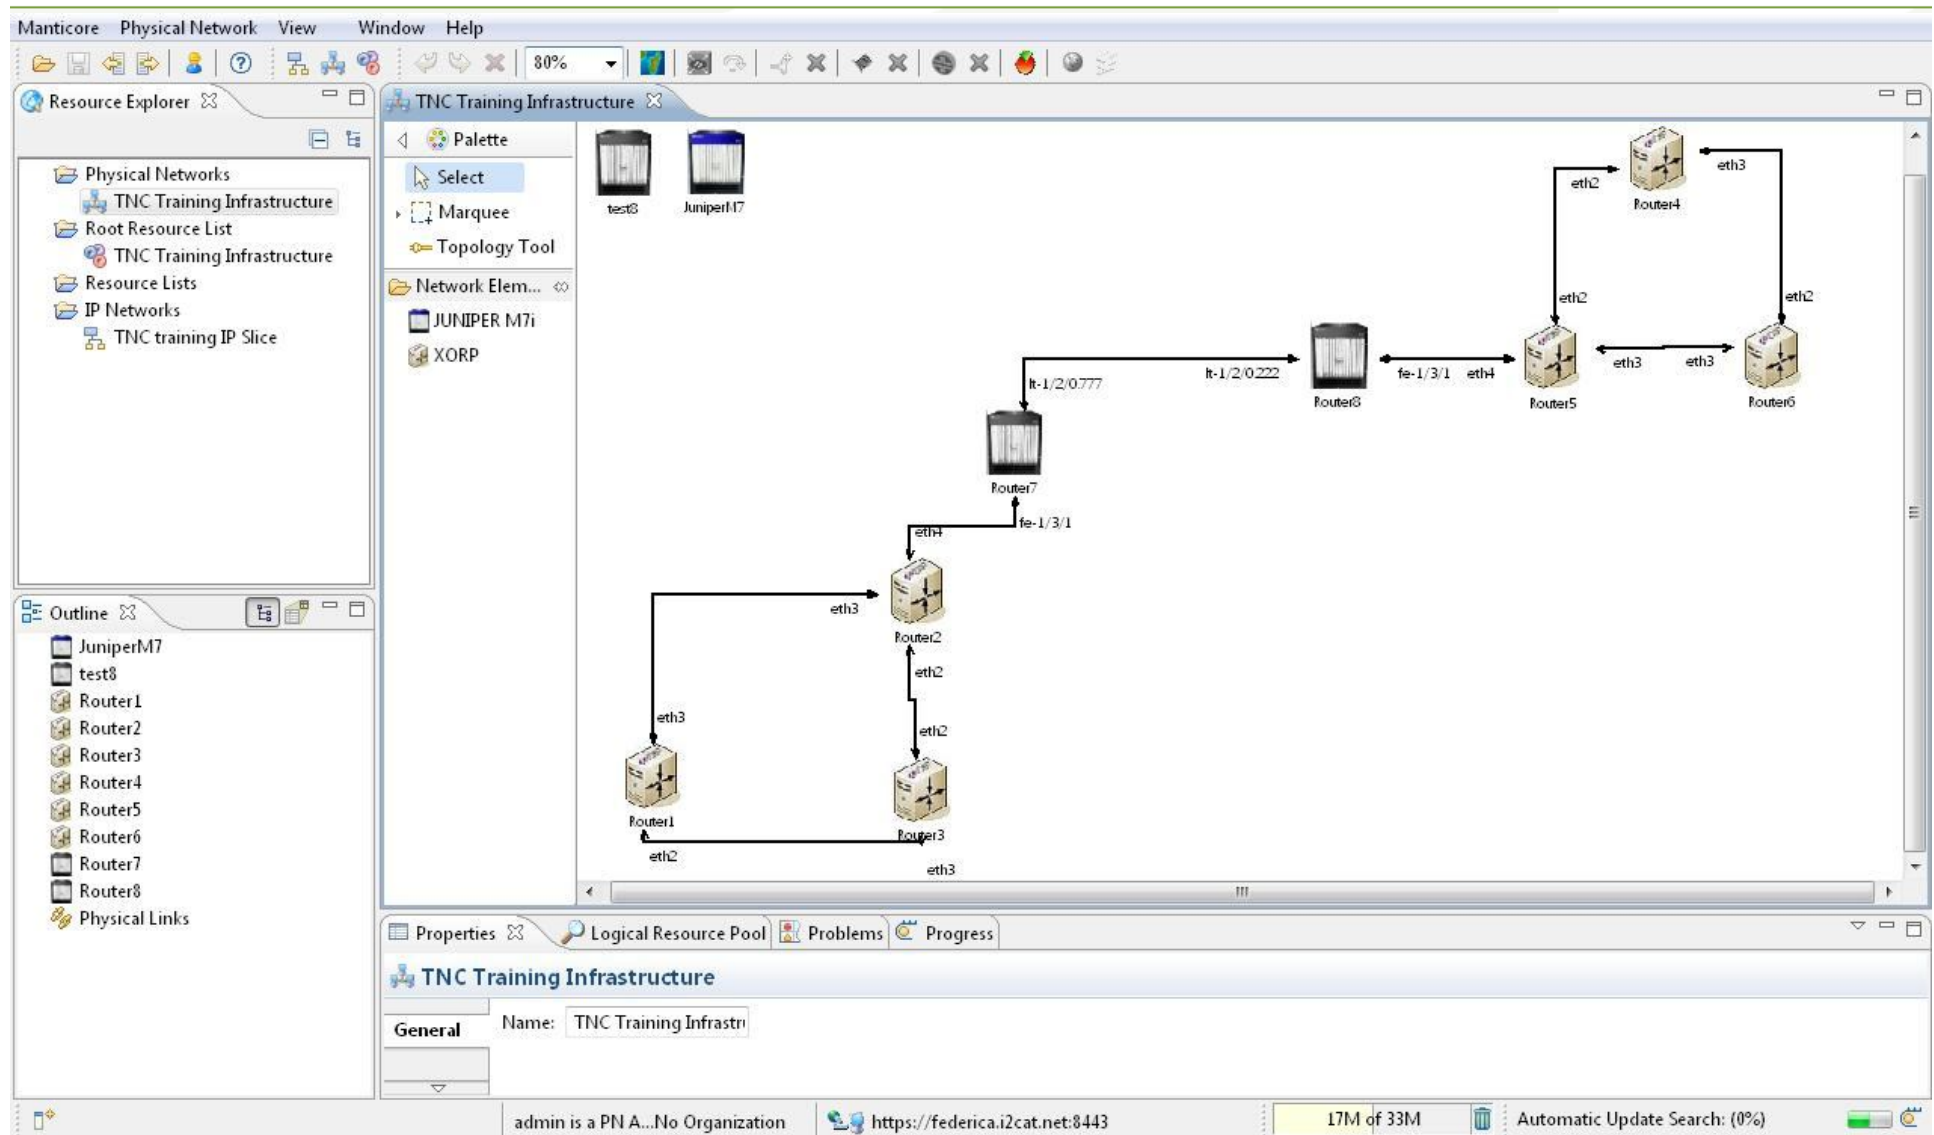 Manticore Physical Network View Window Help
80%
Resource Explorer
Physical Networks
TNC Training Infrastructure
Root Resource List
TNC Training Infrastructure
Resource Lists
IP Networks
TNC training IP Slice
Outline
JuniperM7
test8
Router1
Router2
Router3
Router4
Router5
Router6
Router7
Router8
Physical Links
TNC Training Infrastructure
Palette
Select
Marquee
Topology Tool
Network Elem...
JUNIPER M7i
XORP
test8
JuniperM7
Router4
eth2
eth3
eth2
eth2
lt-1/2/0.777
lt-1/2/0.222
Router8
fe-1/3/1
eth4
Router5
eth3
eth3
Router6
Router7
fe-1/3/1
eth4
eth3
Router2
eth2
eth3
eth2
Router1
eth2
Router3
eth3
Properties
Logical Resource Pool
Problems
Progress
TNC Training Infrastructure
General
Name: TNC Training Infrastr
admin is a PN A...No Organization
https://federica.i2cat.net:8443
17M of 33M
Automatic Update Search: (0%)